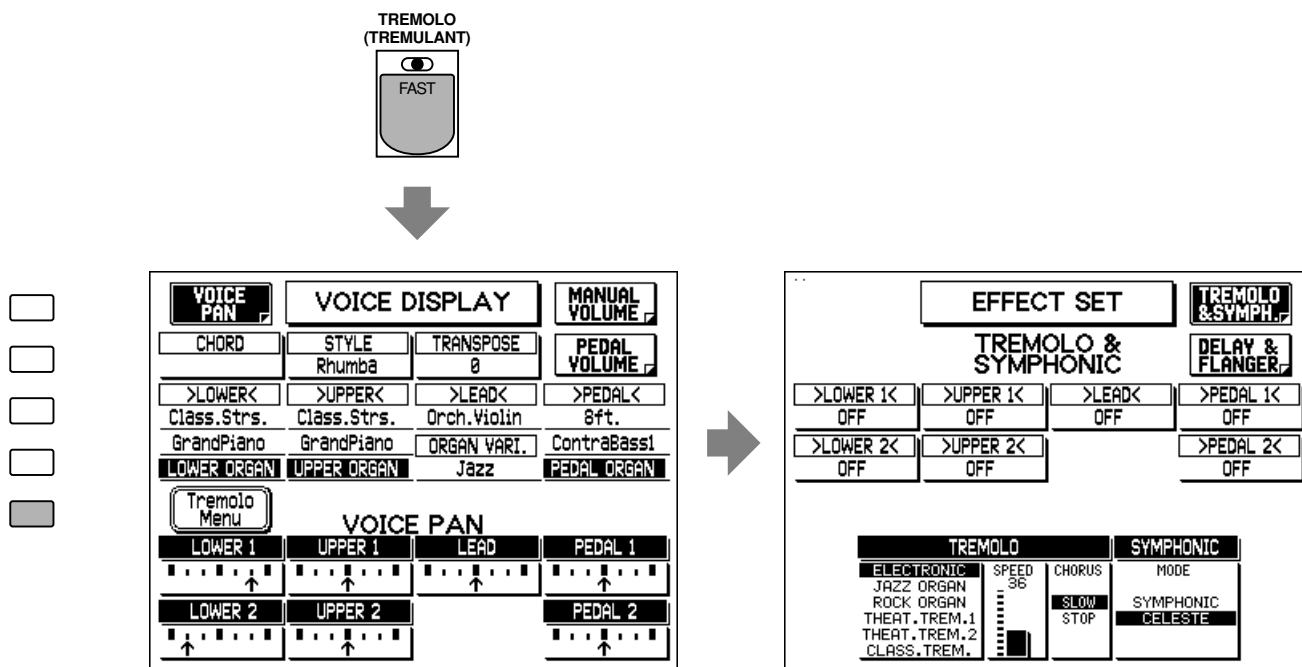 TREMOLO
(TREMULANT)
FAST
VOICE PAN
VOICE DISPLAY
MANUAL VOLUME
CHORD
STYLE
TRANSPOSE
PEDAL VOLUME
Rhumba
0
>LOWER<
>UPPER<
>LEAD<
>PEDAL<
Class.Strs.
Class.Strs.
Orch.Violin
8ft.
GrandPiano
GrandPiano
ORGAN VARI.
ContraBass1
LOWER ORGAN
UPPER ORGAN
Jazz
PEDAL ORGAN
Tremolo Menu
VOICE PAN
LOWER 1
UPPER 1
LEAD
PEDAL 1
LOWER 2
UPPER 2
PEDAL 2
EFFECT SET
TREMOLO &SYMPH.
TREMOLO &
SYMPHONIC
DELAY & FLANGER
>LOWER 1<
>UPPER 1<
>LEAD<
>PEDAL 1<
OFF
OFF
OFF
OFF
>LOWER 2<
>UPPER 2<
>PEDAL 2<
OFF
OFF
OFF
TREMOLO
SYMPHONIC
ELECTRONIC
JAZZ ORGAN
ROCK ORGAN
THEAT.TREM.1
THEAT.TREM.2
CLASS.TREM.
SPEED
36
CHORUS
SLOW
STOP
MODE
SYMPHONIC
CELESTE